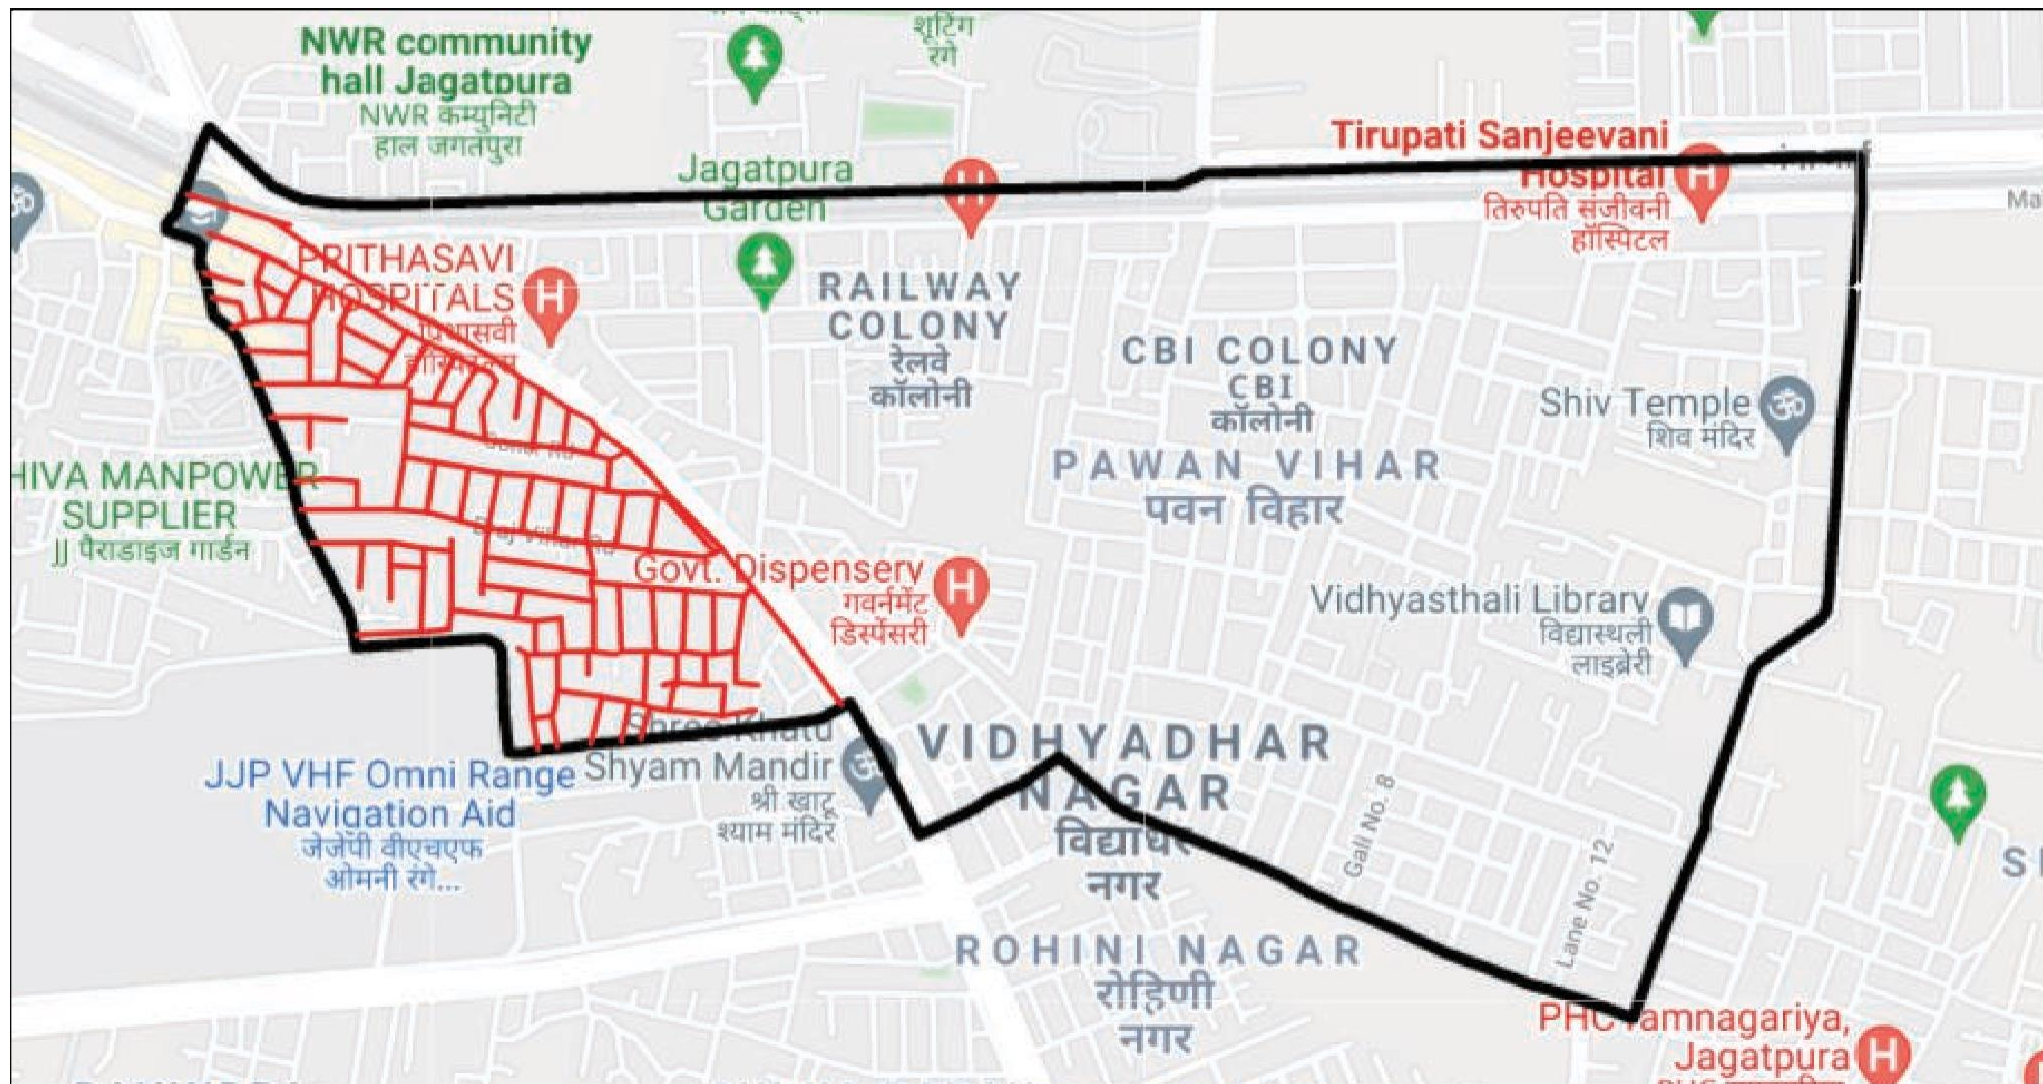 शूटिंग
रंगे
NWR community
hall Jagatpura
NWR कम्युनिटी
हाल जगतपुरा
Jagatpura
Garden
Tirupati Sanjeevani
Hospital
तिरुपति संजीवनी
हॉस्पिटल
Ma
PRITHASAVI
HOSPITALS
RAILWAY
COLONY
रेलवे
कॉलोनी
CBI COLONY
CBI
कॉलोनी
Shiv Temple
शिव मंदिर
PAWAN VIHAR
पवन विहार
HIVA MANPOWER
SUPPLIER
JJ पैराडाइज गार्डन
Govt. Dispensery
गवर्नमेंट
डिस्पेंसरी
Vidhyasthali Library
विद्यास्थली
लाइब्रेरी
Shree Khatu
Shyam Mandir
श्री खाटू
श्याम मंदिर
VIDHYADHAR
NAGAR
विद्याधर
नगर
JJP VHF Omni Range
Navigation Aid
जेजेपी वीएचएफ
ओमनी रंगे...
Gali No. 8
Lane No. 12
ROHINI NAGAR
रोहिणी
नगर
PHC amnagariya,
Jagatpura